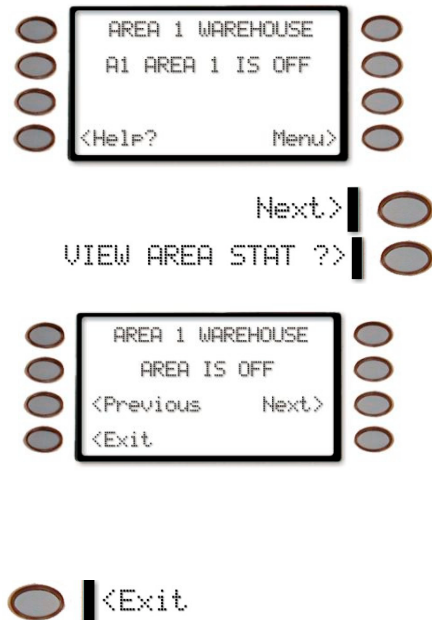 AREA 1 WAREHOUSE
A1 AREA 1 IS OFF
<Help? Menu>
Next>
VIEW AREA STAT ?>
AREA 1 WAREHOUSE
AREA IS OFF
<Previous Next>
<Exit
<Exit